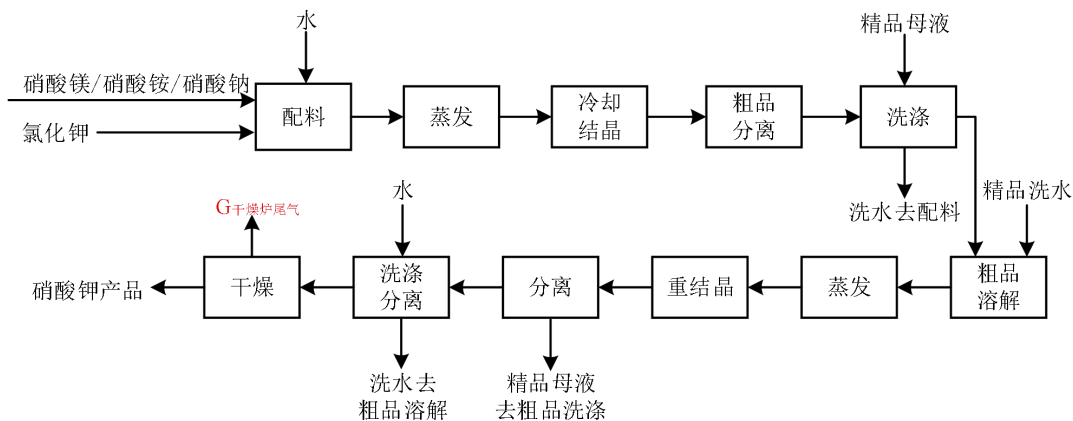 水
精品母液
硝酸镁/硝酸铵/硝酸钠
氯化钾
配料
蒸发
冷却
结晶
粗品
分离
洗涤
洗水去配料
精品洗水
粗品
溶解
蒸发
重结晶
分离
精品母液
去粗品洗涤
水
洗涤
分离
洗水去
粗品溶解
G干燥炉尾气
干燥
硝酸钾产品